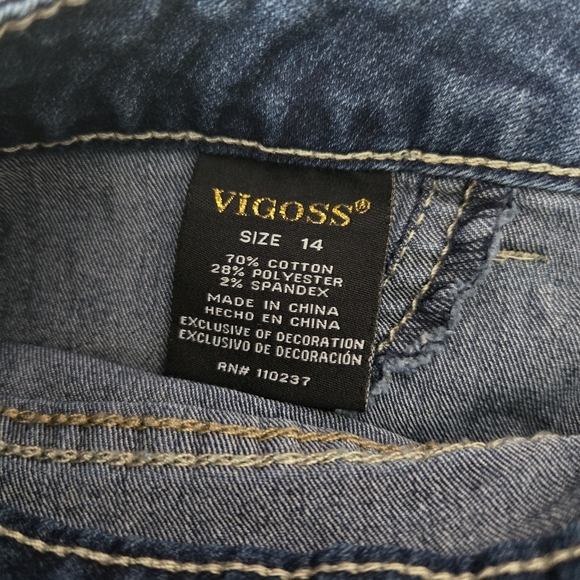 VIGOSS®
SIZE 14
70% COTTON
28% POLYESTER
2% SPANDEX
MADE IN CHINA
HECHO EN CHINA
EXCLUSIVE OF DECORATION
EXCLUSIVO DE DECORACIÓN
RN# 110237